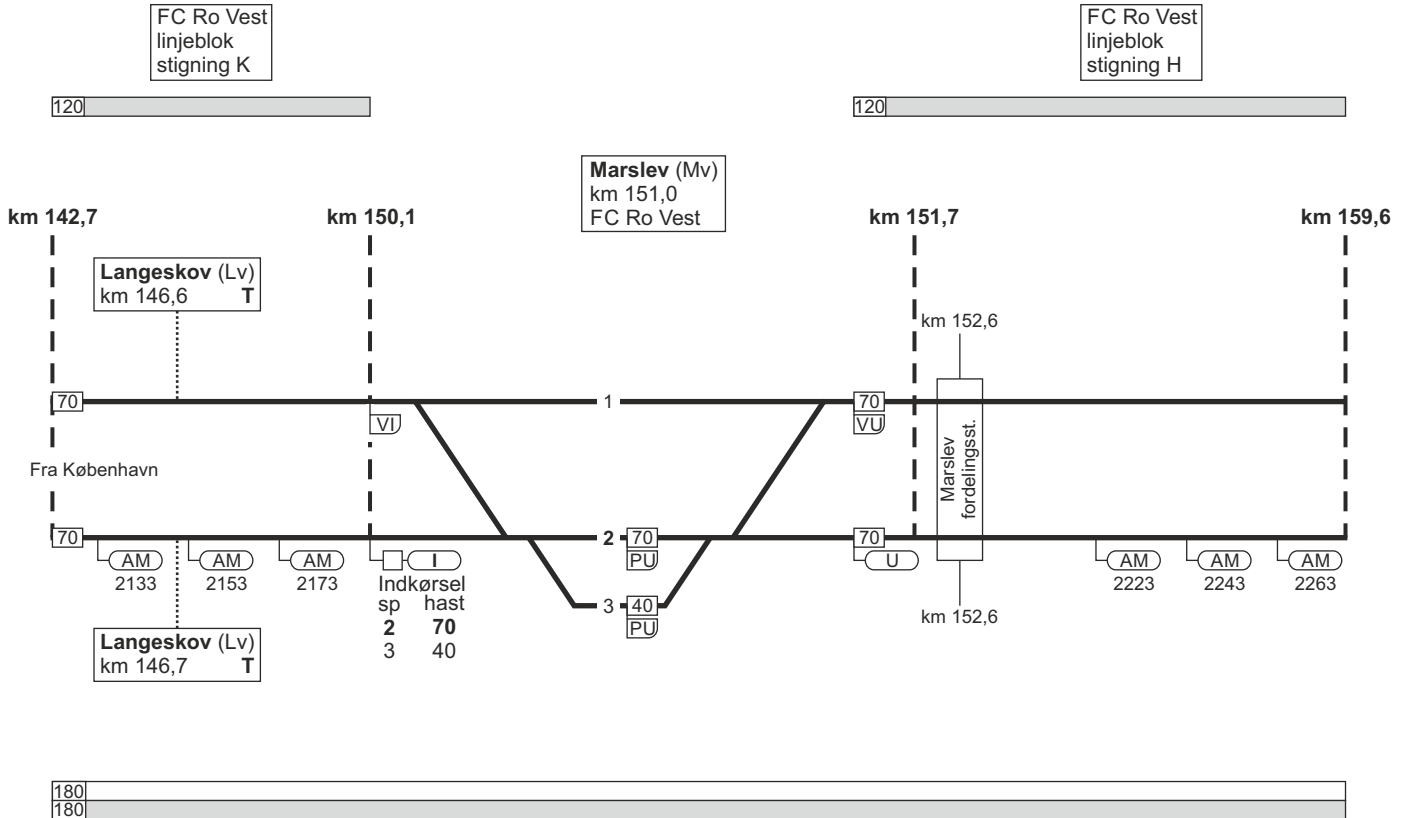 FC Ro Vest
linjeblok
stigning K
FC Ro Vest
linjeblok
stigning H
120
120
Marslev (Mv)
km 151,0
FC Ro Vest
km 142,7
km 150,1
km 151,7
km 159,6
Langeskov (Lv)
km 146,6 T
km 152,6
70
1
70
VI
VU
Fra København
Marslev
fordelingsst.
70
2 70
70
AM
AM
AM
I
PU
U
AM
AM
AM
2133
2153
2173
2223
2243
2263
Indkørsel
sp hast
2 70
3 40
3 40
PU
km 152,6
Langeskov (Lv)
km 146,7 T
180
180